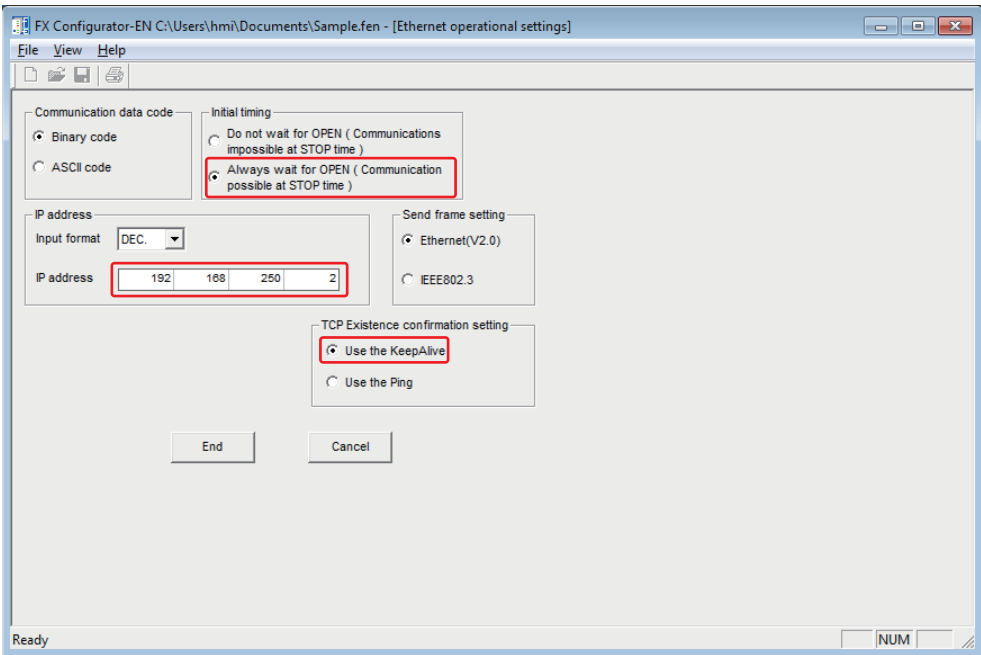 FX Configurator-EN C:\Users\hmi\Documents\Sample.fen - [Ethernet operational settings]
File View Help
Communication data code
Binary code
ASCII code
Initial timing
Do not wait for OPEN ( Communications
impossible at STOP time )
Always wait for OPEN ( Communication
possible at STOP time )
IP address
Input format DEC.
IP address 192 168 250 2
Send frame setting
Ethernet(V2.0)
IEEE802.3
TCP Existence confirmation setting
Use the KeepAlive
Use the Ping
End Cancel
Ready NUM